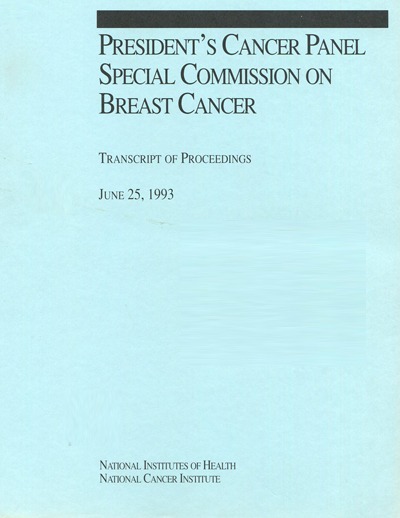 PRESIDENT'S CANCER PANEL
SPECIAL COMMISSION ON
BREAST CANCER
TRANSCRIPT OF PROCEEDINGS
JUNE 25, 1993
NATIONAL INSTITUTES OF HEALTH
NATIONAL CANCER INSTITUTE